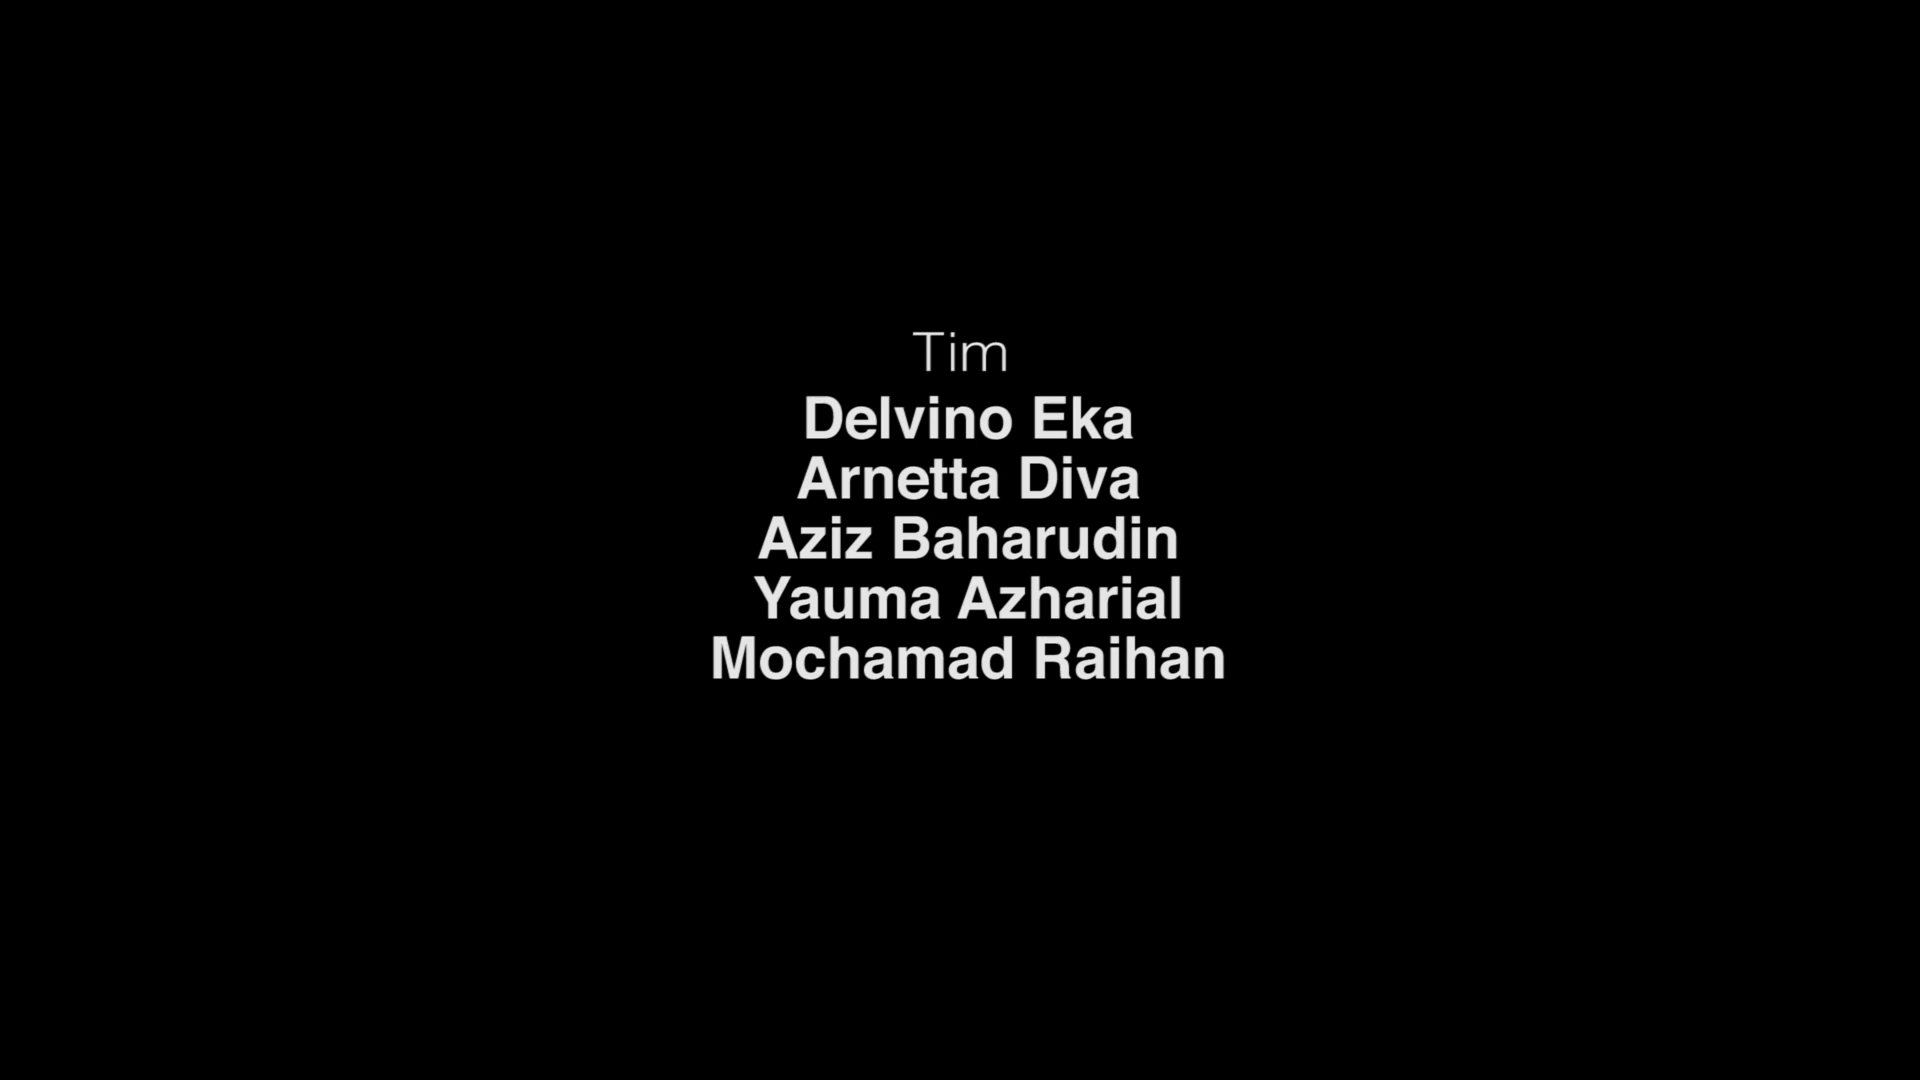 Tim
Delvino Eka
Arnetta Diva
Aziz Baharudin
Yauma Azharial
Mochamad Raihan